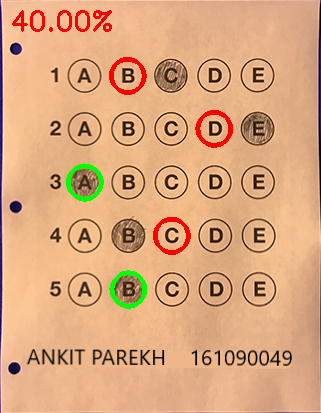 40.00%
1 A B C D E
2 A B C D E
3 A B C D E
4 A B C D E
5 A B C D E
ANKIT PAREKH 161090049